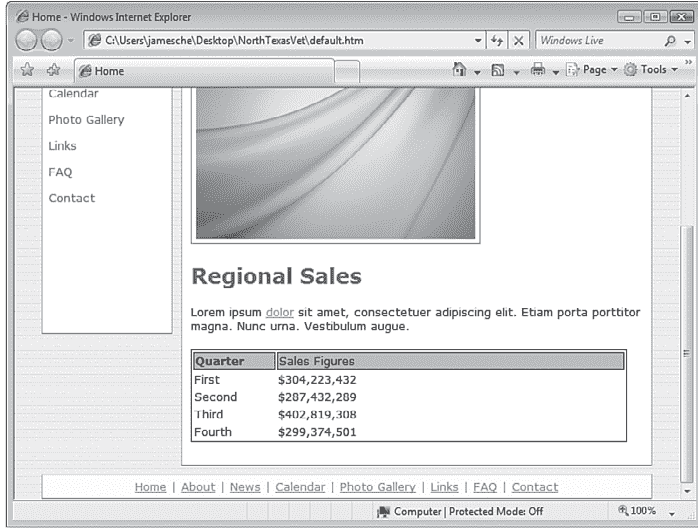 Home - Windows Internet Explorer
C:\Users\jamesche\Desktop\NorthTexasVet\default.htm
Windows Live
Home
Page
Tools
Calendar
Photo Gallery
Links
FAQ
Contact
Regional Sales
Lorem ipsum dolor sit amet, consectetuer adipiscing elit. Etiam porta porttitor
magna. Nunc urna. Vestibulum augue.
Quarter Sales Figures
First $304,223,432
Second $287,432,289
Third $402,819,308
Fourth $299,374,501
Home | About | News | Calendar | Photo Gallery | Links | FAQ | Contact
Computer | Protected Mode: Off
100%